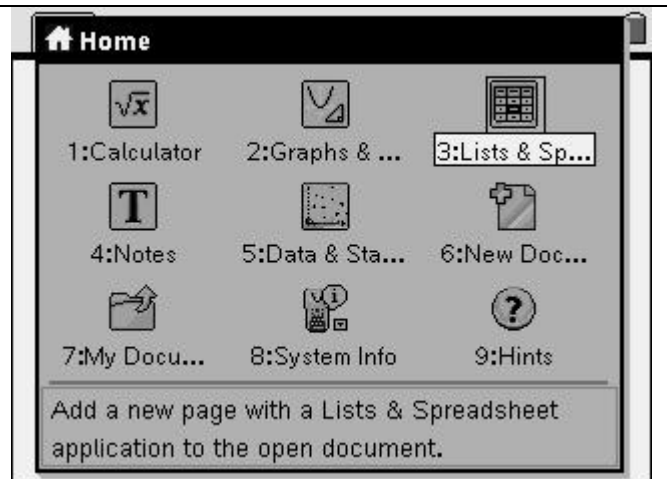 Home
√x
1:Calculator 2:Graphs & ... 3:Lists & Sp...
T
4:Notes 5:Data & Sta... 6:New Doc...
?
7:My Docu... 8:System Info 9:Hints
Add a new page with a Lists & Spreadsheet
application to the open document.